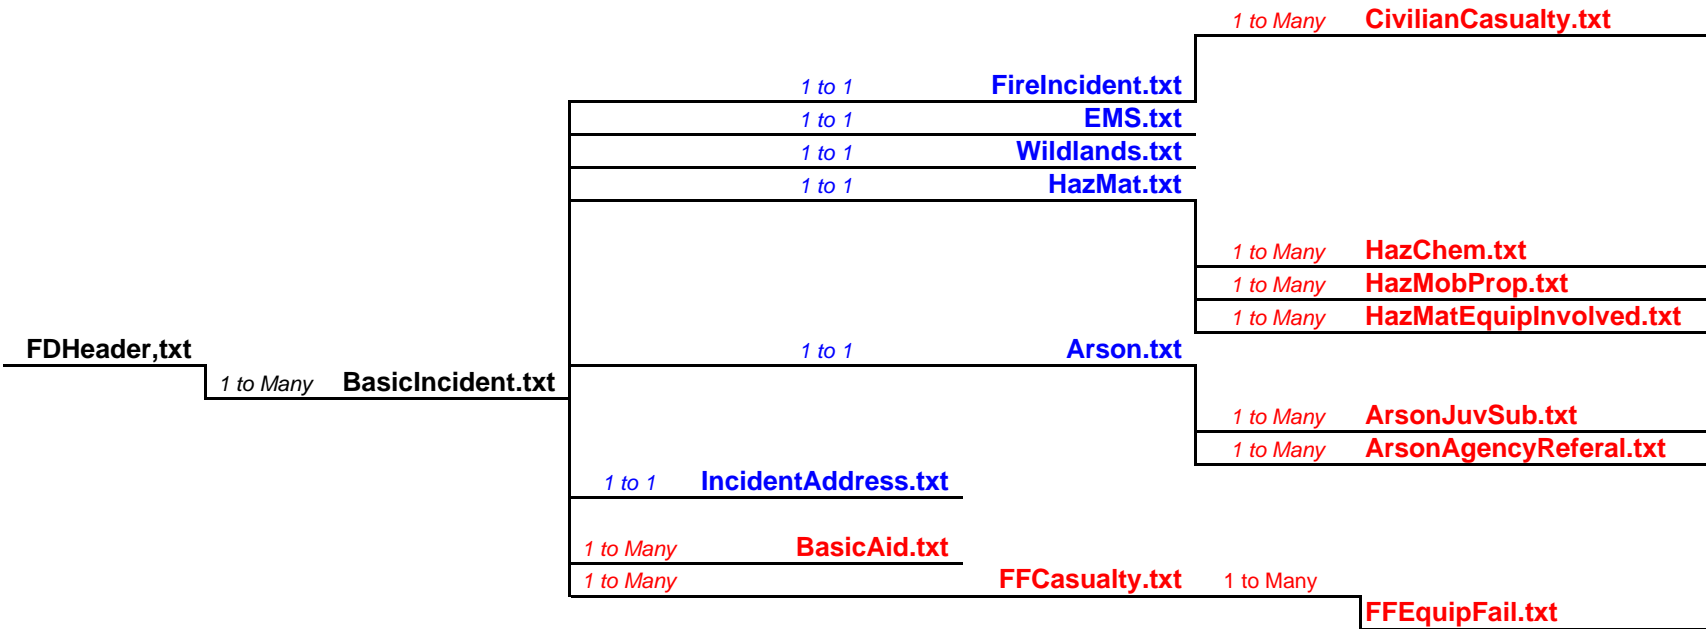 1 to Many CivilianCasualty.txt
1 to 1 FireIncident.txt
1 to 1 EMS.txt
1 to 1 Wildlands.txt
1 to 1 HazMat.txt
1 to Many HazChem.txt
1 to Many HazMobProp.txt
1 to Many HazMatEquipInvolved.txt
FDHeader,txt 1 to 1 Arson.txt
1 to Many BasicIncident.txt
1 to Many ArsonJuvSub.txt
1 to Many ArsonAgencyReferal.txt
1 to 1 IncidentAddress.txt
1 to Many BasicAid.txt
1 to Many FFCasualty.txt 1 to Many
FFEquipFail.txt